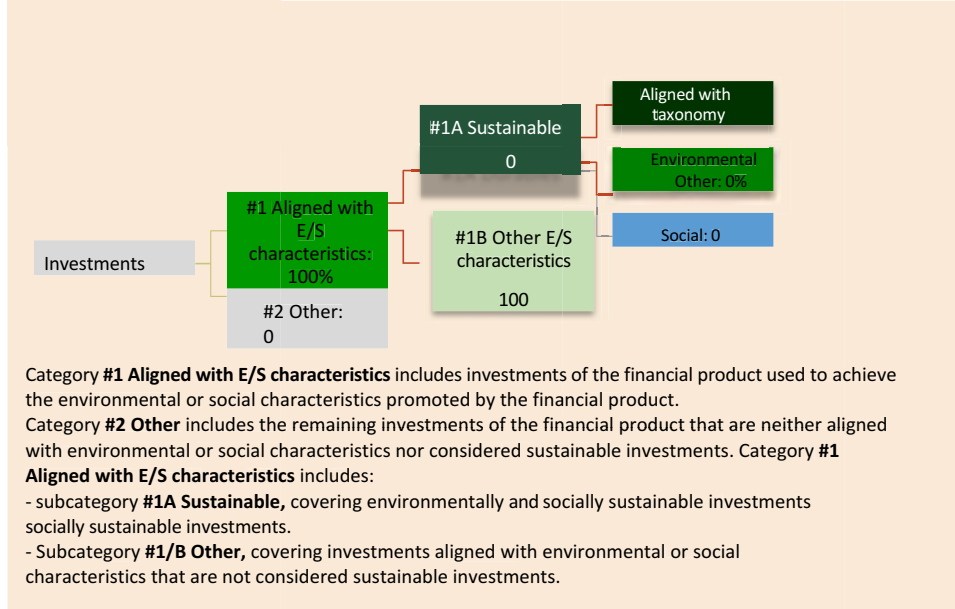 Aligned with
taxonomy
#1A Sustainable
0
Environmental
Other: 0%
#1 Aligned with
E/S
characteristics:
100%
#1B Other E/S
characteristics
100
Social: 0
Investments
#2 Other:
0
Category #1 Aligned with E/S characteristics includes investments of the financial product used to achieve
the environmental or social characteristics promoted by the financial product.
Category #2 Other includes the remaining investments of the financial product that are neither aligned
with environmental or social characteristics nor considered sustainable investments. Category #1
Aligned with E/S characteristics includes:
- subcategory #1A Sustainable, covering environmentally and socially sustainable investments
socially sustainable investments.
- Subcategory #1/B Other, covering investments aligned with environmental or social
characteristics that are not considered sustainable investments.